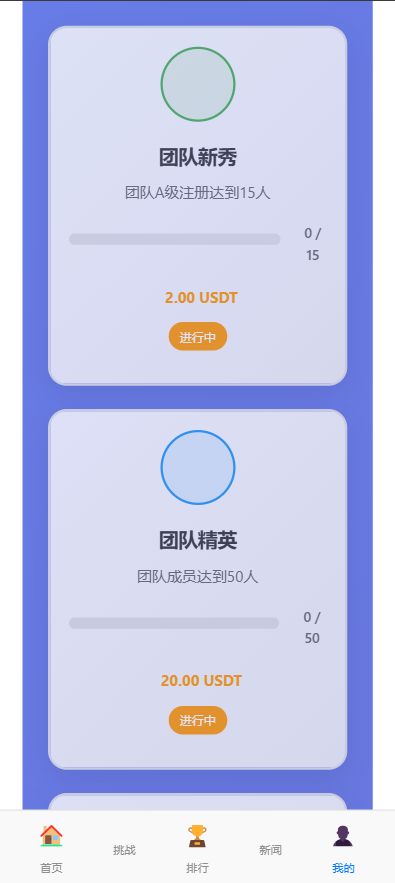 团队新秀
团队A级注册达到15人
0 /
15
2.00 USDT
进行中
团队精英
团队成员达到50人
0 /
50
20.00 USDT
进行中
首页
挑战
排行
新闻
我的